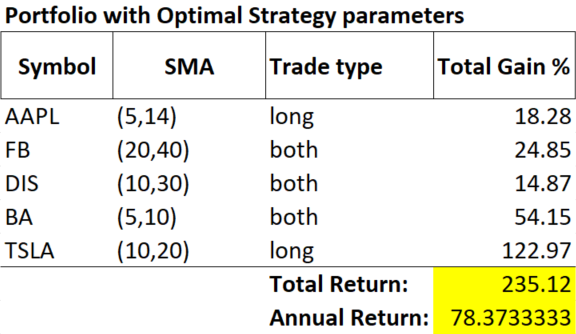 Portfolio with Optimal Strategy parameters
Symbol SMA Trade type Total Gain %
AAPL (5,14) long 18.28
FB (20,40) both 24.85
DIS (10,30) both 14.87
BA (5,10) both 54.15
TSLA (10,20) long 122.97
Total Return: 235.12
Annual Return: 78.3733333